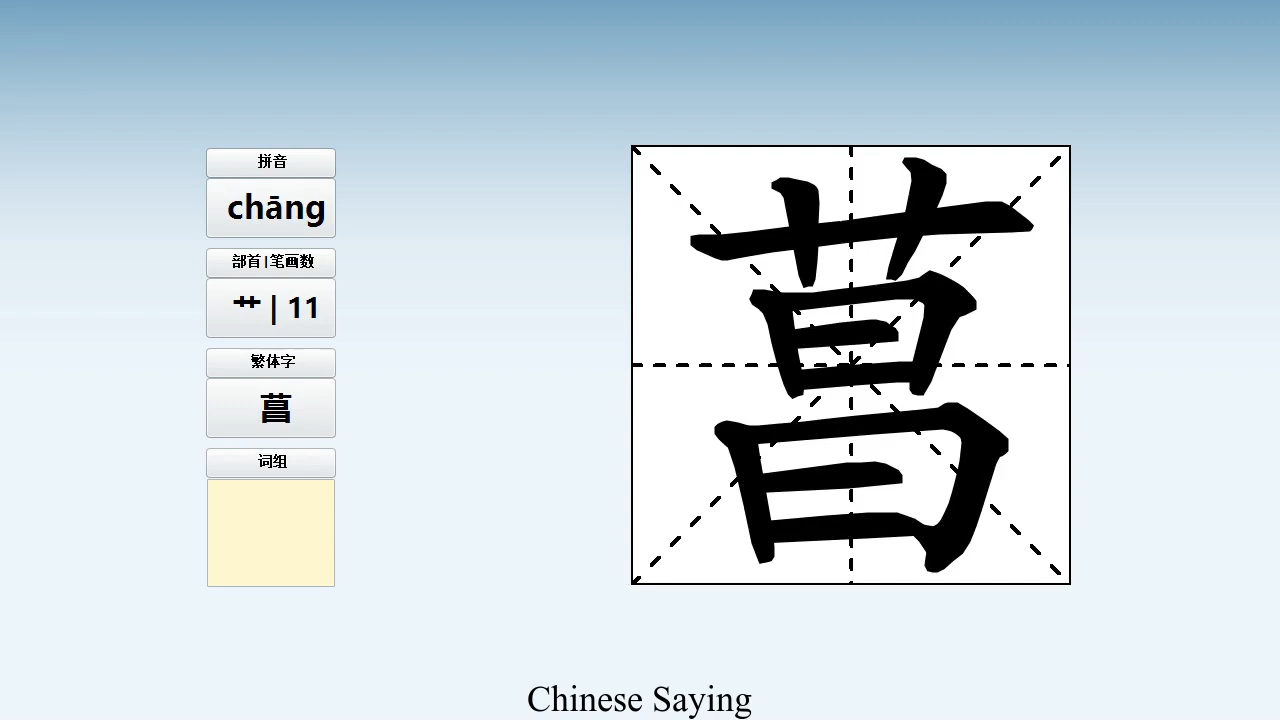 拼音
chāng
部首|笔画数
艹 | 11
繁体字
菖
词组
菖
Chinese Saying